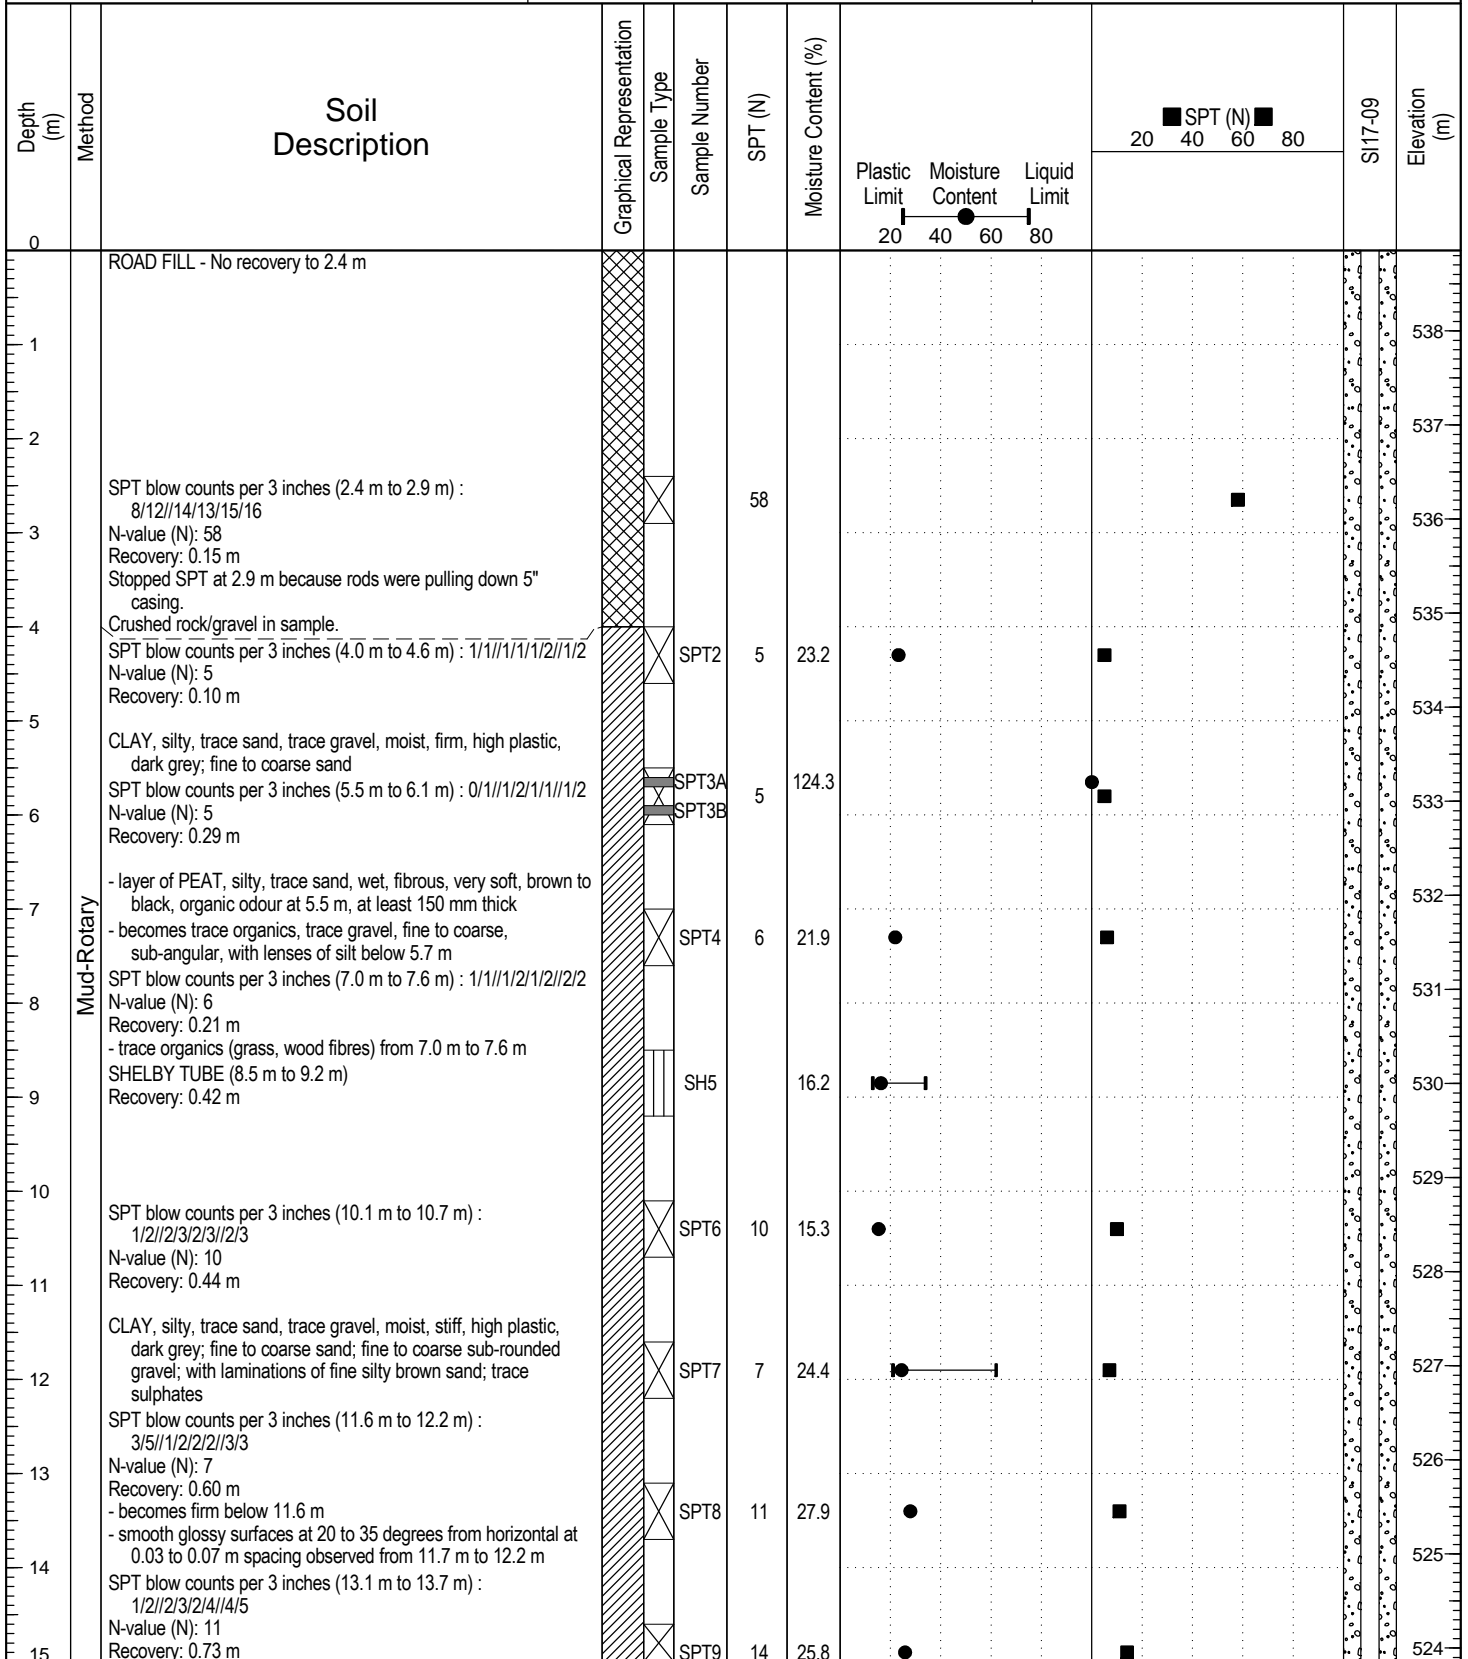 Depth
(m)
Method
Soil
Description
Graphical Representation
Sample Type
Sample Number
SPT (N)
Moisture Content (%)
Plastic
Limit
Moisture
Content
Liquid
Limit
20 40 60 80
SPT (N)
20 40 60 80
SI17-09
Elevation
(m)
0
ROAD FILL - No recovery to 2.4 m
1
538
2
537
SPT blow counts per 3 inches (2.4 m to 2.9 m) :
8/12//14/13/15/16
58
N-value (N): 58
3
536
Recovery: 0.15 m
Stopped SPT at 2.9 m because rods were pulling down 5"
casing.
Crushed rock/gravel in sample.
4
535
SPT blow counts per 3 inches (4.0 m to 4.6 m) : 1/1//1/1/1/2//1/2
SPT2 5 23.2
N-value (N): 5
Recovery: 0.10 m
5
534
CLAY, silty, trace sand, trace gravel, moist, firm, high plastic,
dark grey; fine to coarse sand
SPT3A 124.3
SPT blow counts per 3 inches (5.5 m to 6.1 m) : 0/1//1/2/1/1//1/2
5
533
N-value (N): 5
6
SPT3B
Recovery: 0.29 m
- layer of PEAT, silty, trace sand, wet, fibrous, very soft, brown to
black, organic odour at 5.5 m, at least 150 mm thick
532
7
- becomes trace organics, trace gravel, fine to coarse,
sub-angular, with lenses of silt below 5.7 m
SPT4 6 21.9
Mud-Rotary
SPT blow counts per 3 inches (7.0 m to 7.6 m) : 1/1//1/2/1/2//2/2
531
8
N-value (N): 6
Recovery: 0.21 m
- trace organics (grass, wood fibres) from 7.0 m to 7.6 m
SHELBY TUBE (8.5 m to 9.2 m)
SH5 16.2
530
9
Recovery: 0.42 m
529
10
SPT blow counts per 3 inches (10.1 m to 10.7 m) :
1/2//2/3/2/3//2/3
SPT6 10 15.3
N-value (N): 10
Recovery: 0.44 m
528
11
CLAY, silty, trace sand, trace gravel, moist, stiff, high plastic,
dark grey; fine to coarse sand; fine to coarse sub-rounded
gravel; with laminations of fine silty brown sand; trace
sulphates
SPT7 7 24.4
527
12
SPT blow counts per 3 inches (11.6 m to 12.2 m) :
3/5//1/2/2/2//3/3
526
N-value (N): 7
13
Recovery: 0.60 m
- becomes firm below 11.6 m
SPT8 11 27.9
- smooth glossy surfaces at 20 to 35 degrees from horizontal at
0.03 to 0.07 m spacing observed from 11.7 m to 12.2 m
525
14
SPT blow counts per 3 inches (13.1 m to 13.7 m) :
1/2//2/3/2/4//4/5
N-value (N): 11
Recovery: 0.73 m
SPT9 14 25.8
524
15